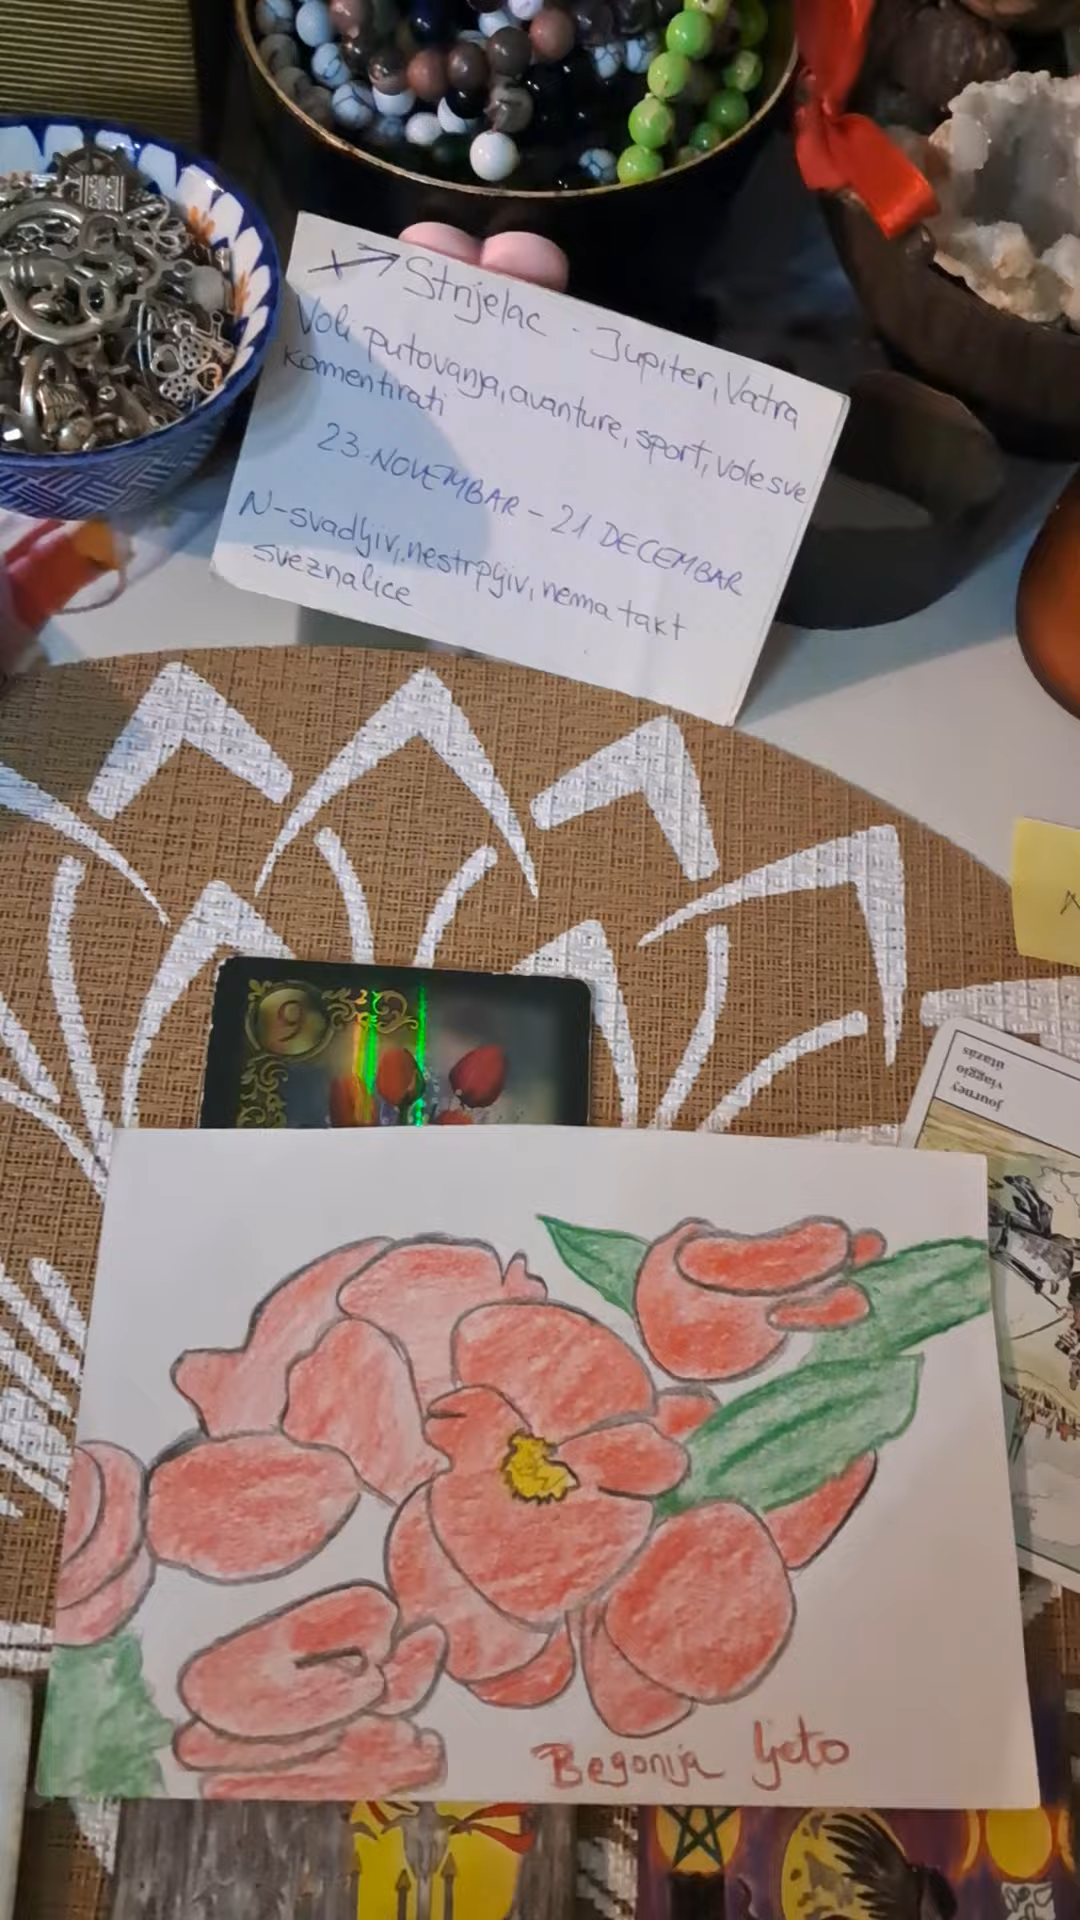 Strijelac - Jupiter, Vatra
Voli putovanja, avanture, sport, vole sve
komentirati
23. NOVEMBAR - 21 DECEMBAR
N-svadljiv, nestrpljiv, nema takt
sveznalice
9
journey
viaggio
utazás
Begonija ljeto